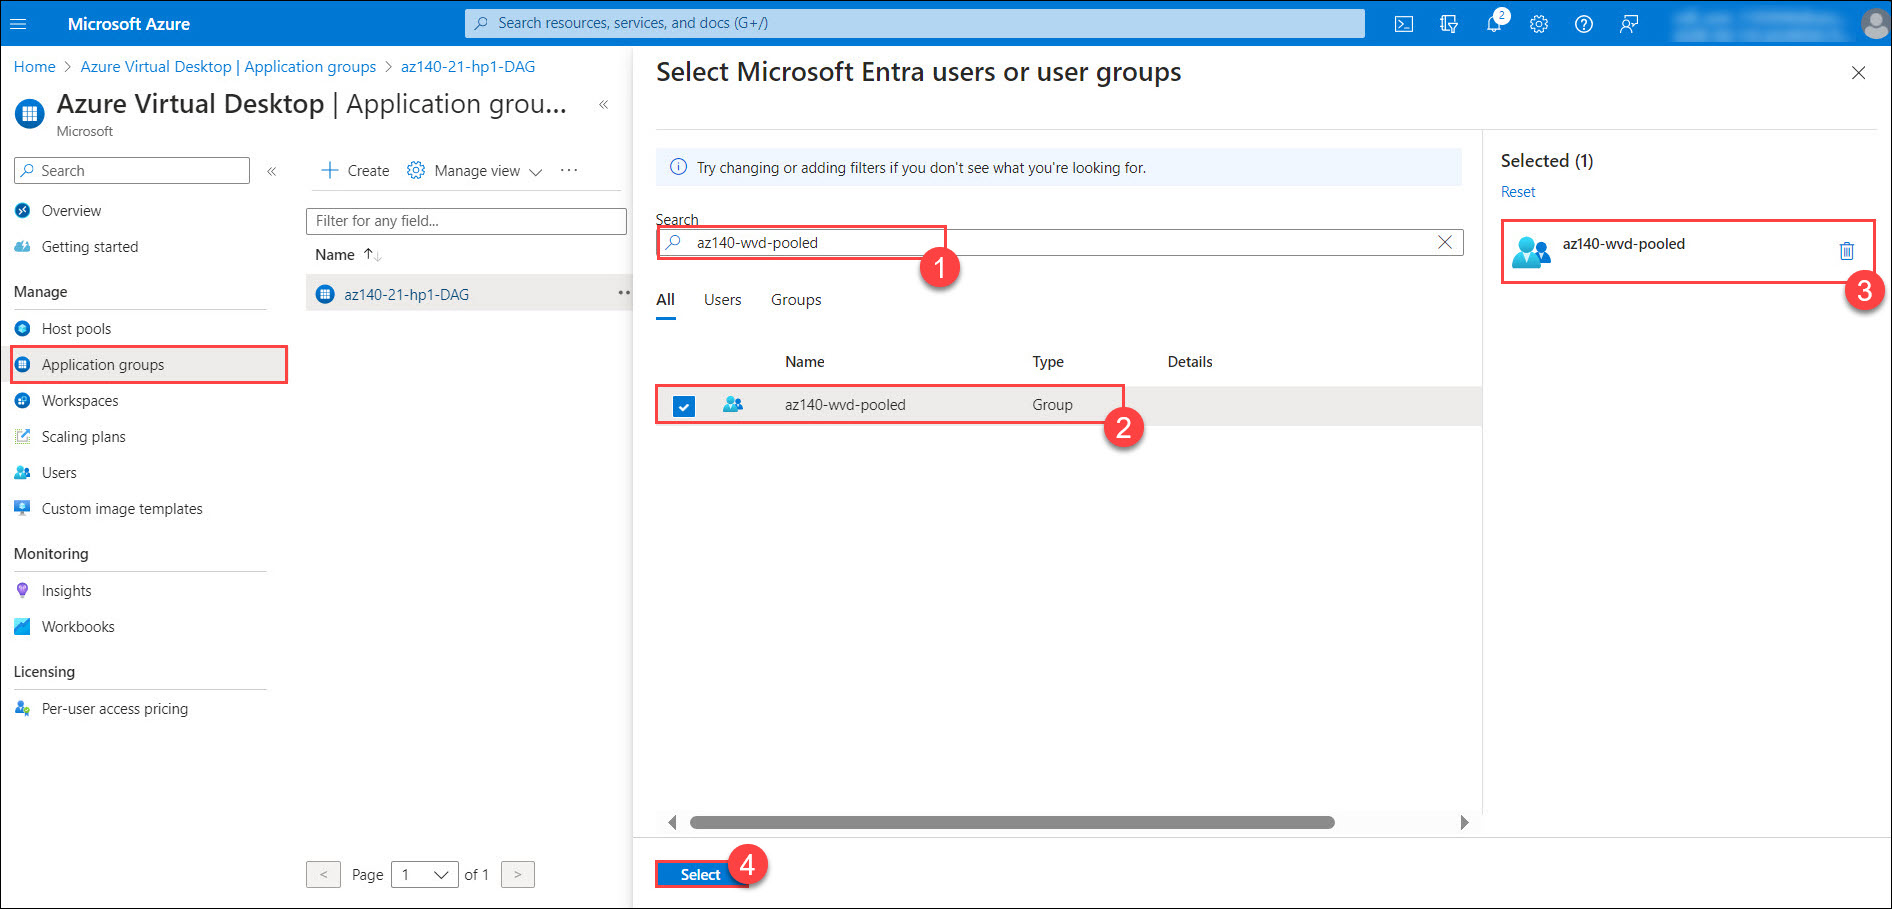 Microsoft Azure
Search resources, services, and docs (G+/)
2
Home > Azure Virtual Desktop | Application groups > az140-21-hp1-DAG
Azure Virtual Desktop | Application grou...
Microsoft
Search
Overview
Getting started
Manage
Host pools
Application groups
Workspaces
Scaling plans
Users
Custom image templates
Monitoring
Insights
Workbooks
Licensing
Per-user access pricing
Create
Manage view
Filter for any field...
Name
az140-21-hp1-DAG
< Page 1 of 1 >
Select Microsoft Entra users or user groups
Try changing or adding filters if you don't see what you're looking for.
Search
az140-wvd-pooled
1
All Users Groups
Name Type Details
az140-wvd-pooled Group
2
Select
4
Selected (1)
Reset
az140-wvd-pooled
3